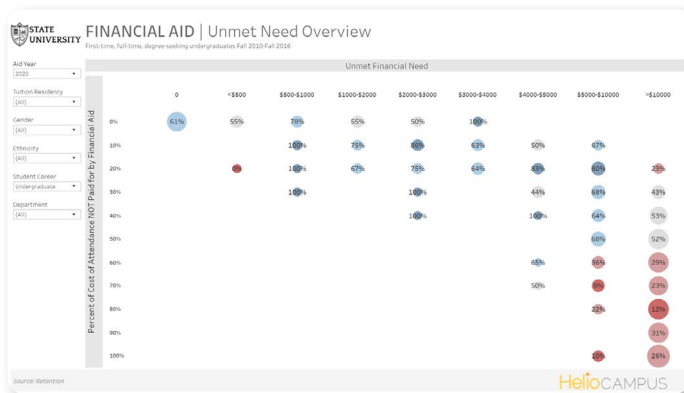 STATE
UNIVERSITY
FINANCIAL AID | Unmet Need Overview
First-time, full-time, degree-seeking undergraduates Fall 2010-Fall 2016
Aid Year
2020
Tuition Residency
(All)
Gender
(All)
Ethnicity
(All)
Student Career
Undergraduate
Department
(All)
Unmet Financial Need
0 <$500 $500-$1000 $1000-$2000 $2000-$3000 $3000-$4000 $4000-$5000 $5000-$10000 >$10000
Percent of Cost of Attendance NOT Paid for by Financial Aid
0% 61% 55% 78% 55% 50% 100%
10% 100% 75% 86% 63% 50% 67%
20% 0% 100% 67% 75% 64% 83% 80% 23%
30% 100% 100% 44% 68% 43%
40% 100% 100% 64% 53%
50% 68% 52%
60% 65% 36% 29%
70% 50% 8% 23%
80% 22% 12%
90% 31%
100% 10% 26%
Source: Retention
HelioCAMPUS